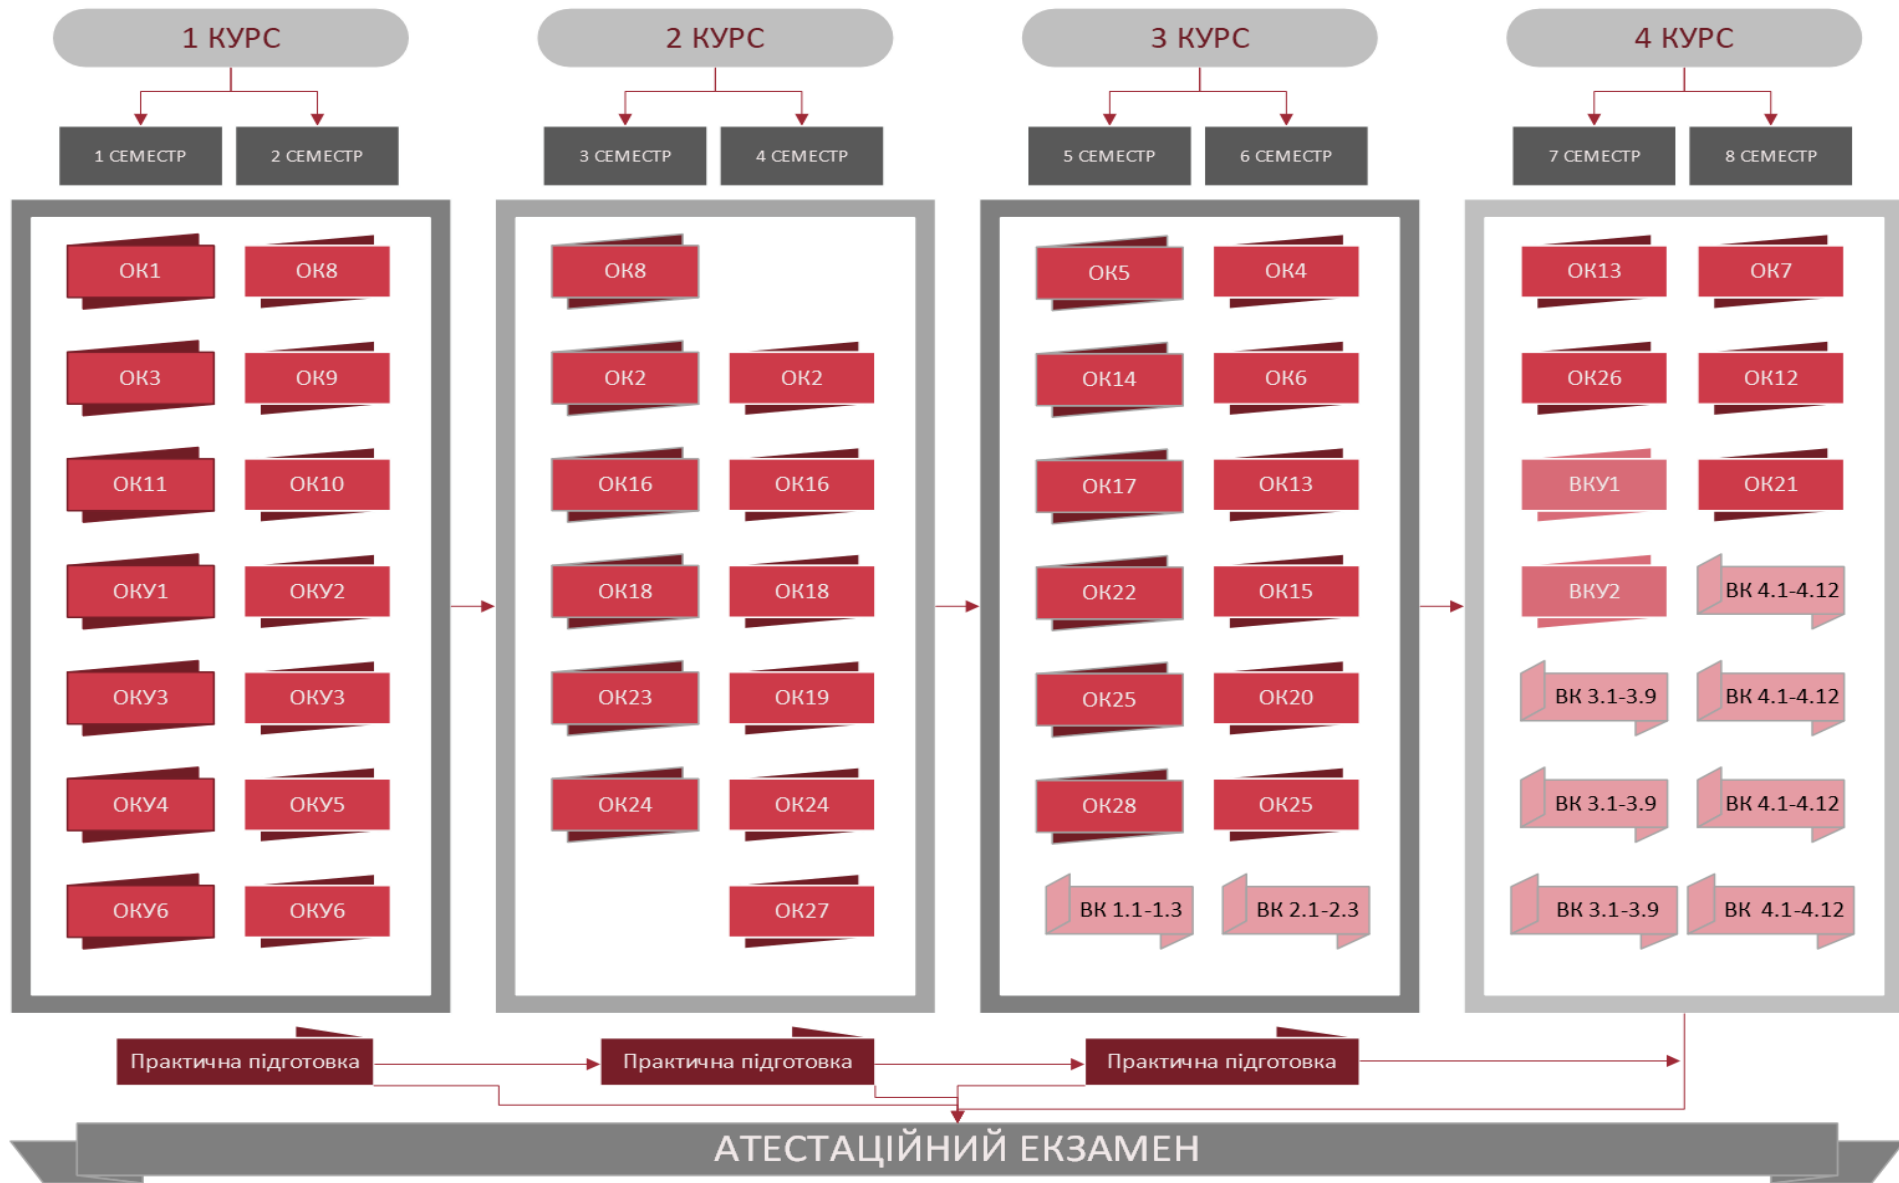 1 КУРС
2 КУРС
3 КУРС
4 КУРС
1 СЕМЕСТР
2 СЕМЕСТР
3 СЕМЕСТР
4 СЕМЕСТР
5 СЕМЕСТР
6 СЕМЕСТР
7 СЕМЕСТР
8 СЕМЕСТР
ОК1
ОК8
ОК8
ОК5
ОК4
ОК13
ОК7
ОК3
ОК9
ОК2
ОК2
ОК14
ОК6
ОК26
ОК12
ОК11
ОК10
ОК16
ОК16
ОК17
ОК13
ВКУ1
ОК21
ОКУ1
ОКУ2
ОК18
ОК18
ОК22
ОК15
ВКУ2
ВК 4.1-4.12
ОКУ3
ОКУ3
ОК23
ОК19
ОК25
ОК20
ВК 3.1-3.9
ВК 4.1-4.12
ОКУ4
ОКУ5
ОК24
ОК24
ОК28
ОК25
ВК 3.1-3.9
ВК 4.1-4.12
ОКУ6
ОКУ6
ОК27
ВК 1.1-1.3
ВК 2.1-2.3
ВК 3.1-3.9
ВК 4.1-4.12
Практична підготовка
Практична підготовка
Практична підготовка
АТЕСТАЦІЙНИЙ ЕКЗАМЕН